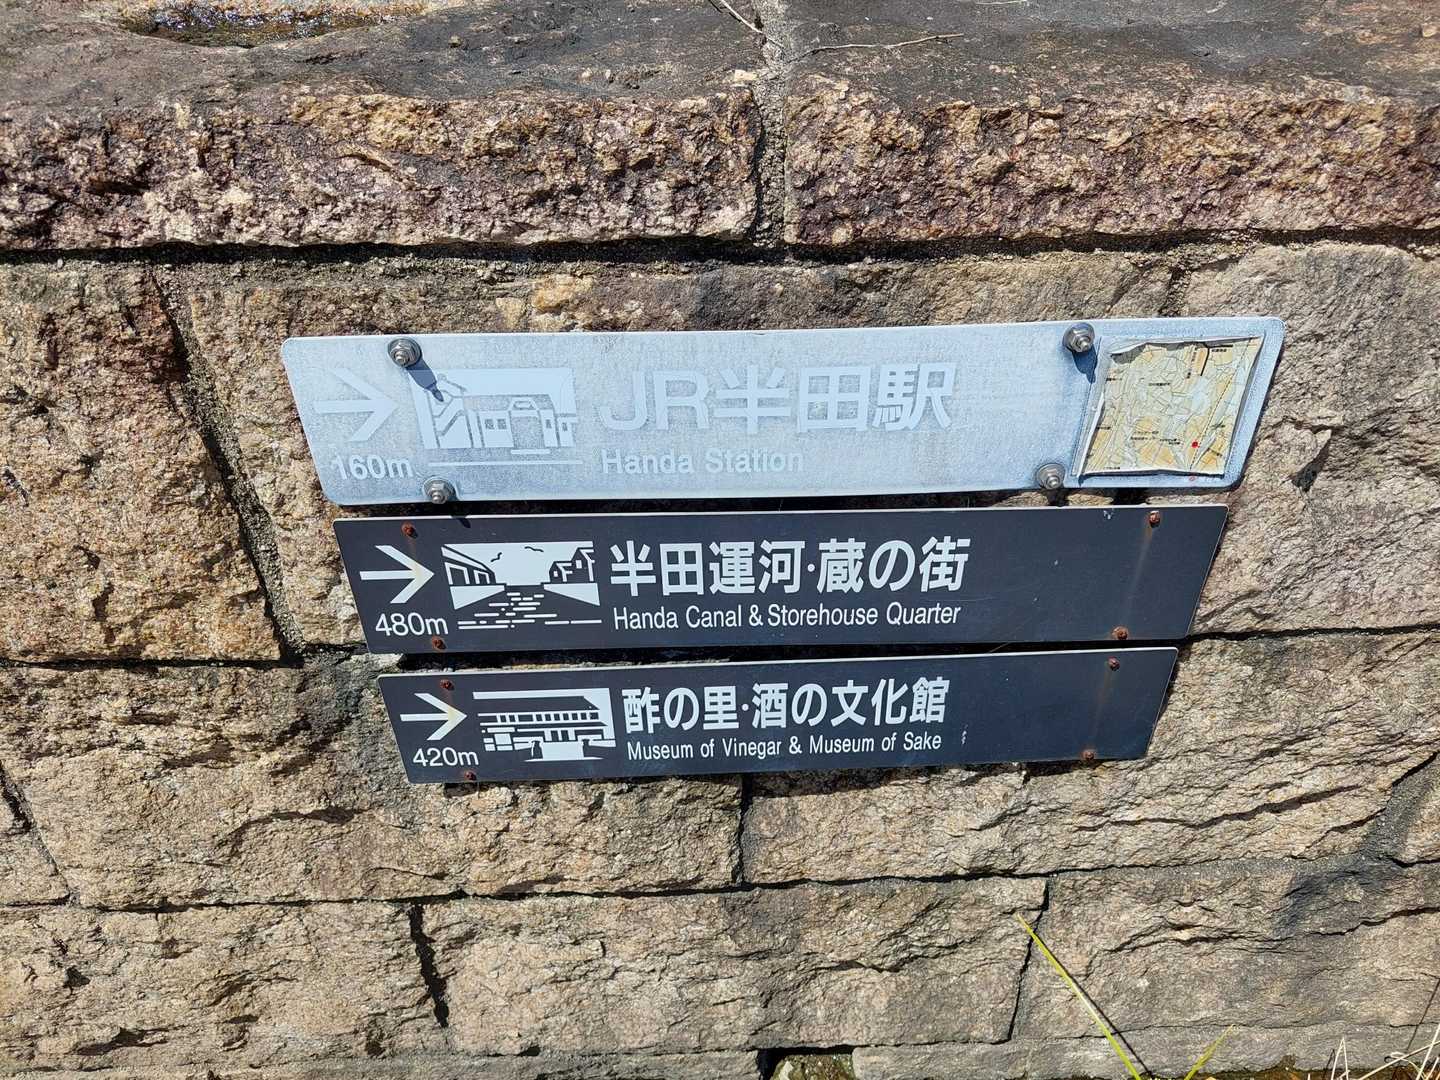 JR半田駅
160m
Handa Station
半田運河·蔵の街
480m
Handa Canal & Storehouse Quarter
酢の里·酒の文化館
420m
Museum of Vinegar & Museum of Sake